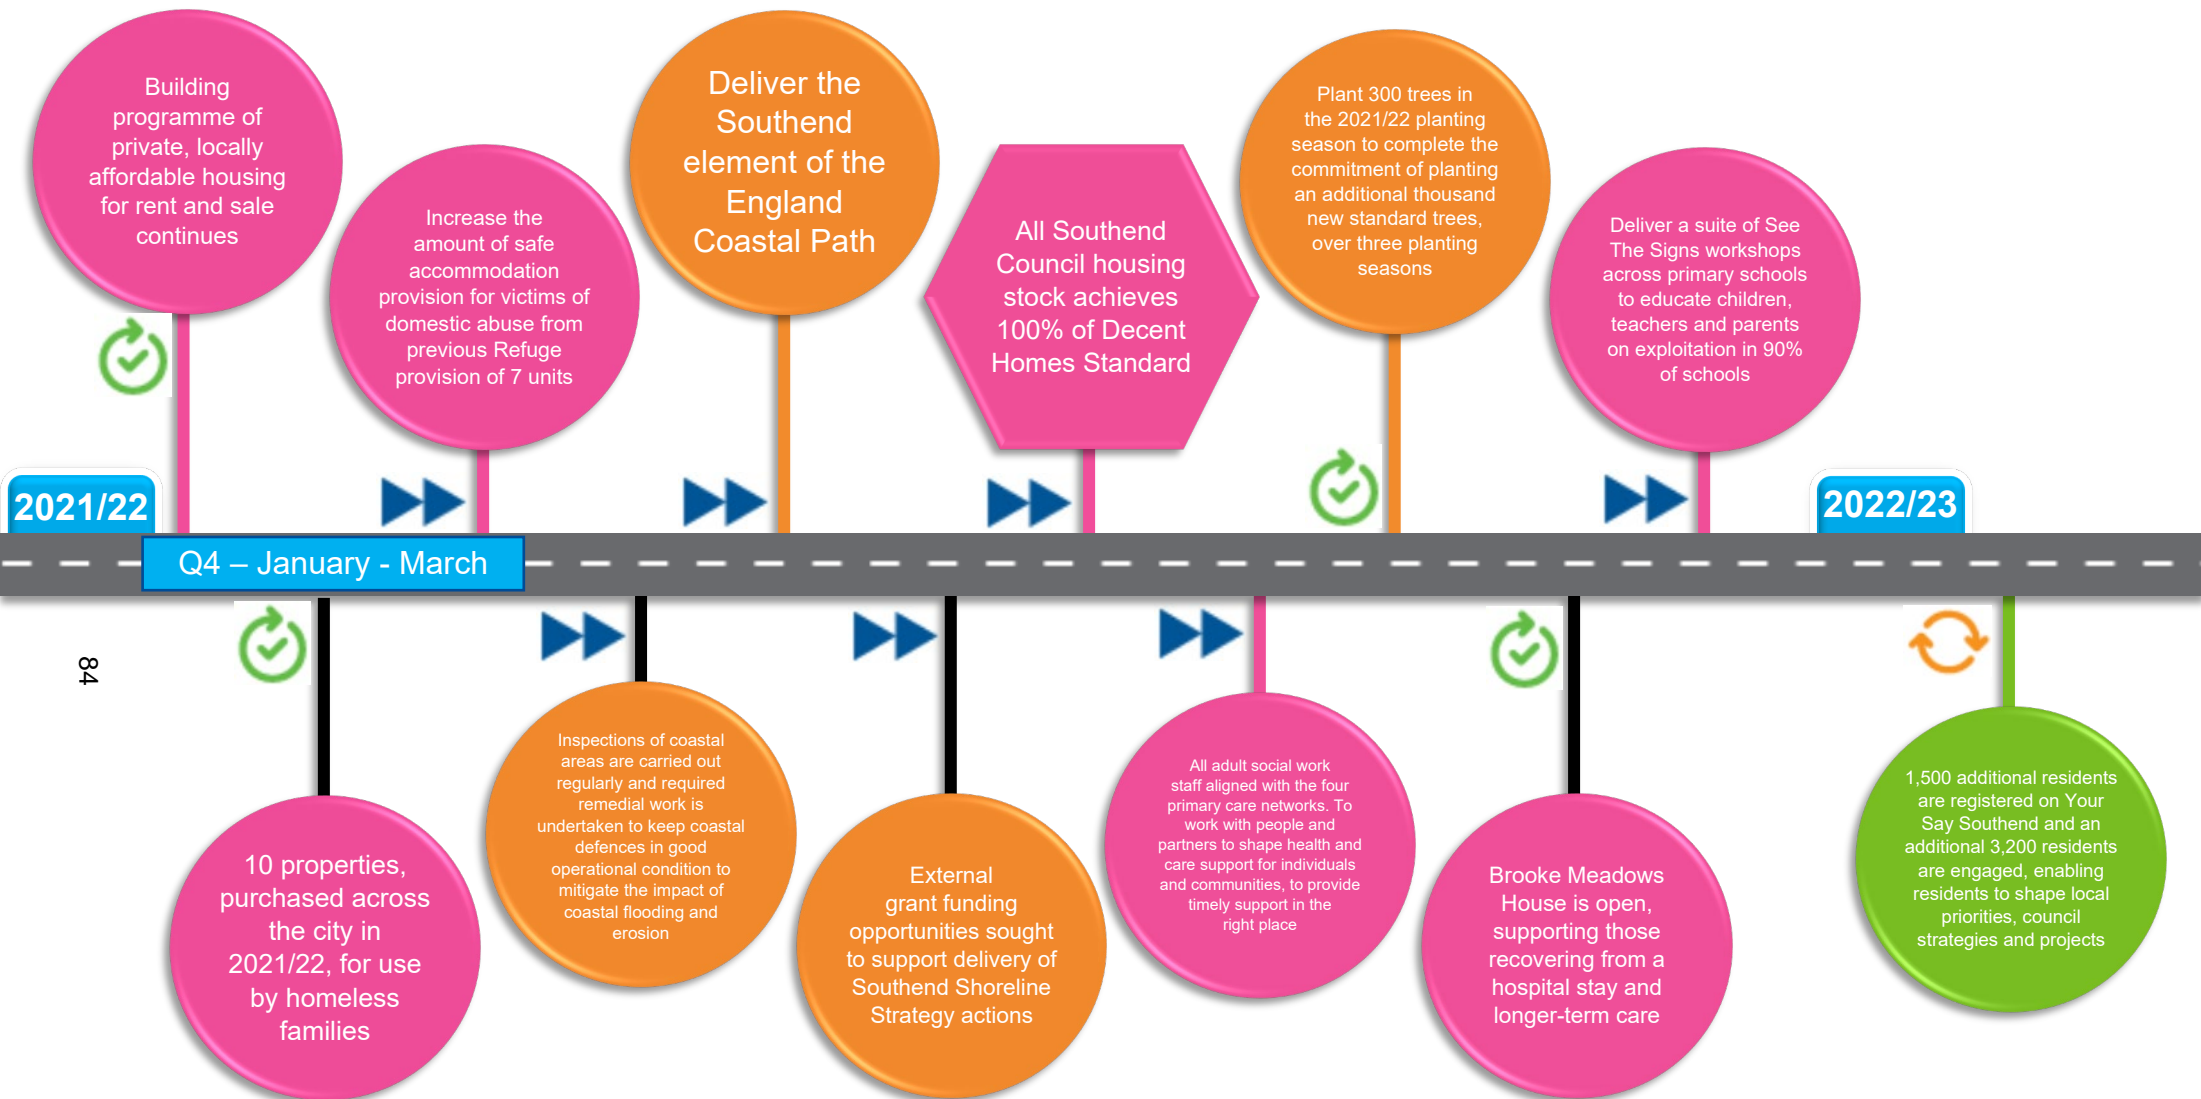 Building
programme of
private, locally
affordable housing
for rent and sale
continues
Increase the
amount of safe
accommodation
provision for victims of
domestic abuse from
previous Refuge
provision of 7 units
Deliver the
Southend
element of the
England
Coastal Path
All Southend
Council housing
stock achieves
100% of Decent
Homes Standard
Plant 300 trees in
the 2021/22 planting
season to complete the
commitment of planting
an additional thousand
new standard trees,
over three planting
seasons
Deliver a suite of See
The Signs workshops
across primary schools
to educate children,
teachers and parents
on exploitation in 90%
of schools
2021/22
2022/23
Q4 – January - March
84
10 properties,
purchased across
the city in
2021/22, for use
by homeless
families
Inspections of coastal
areas are carried out
regularly and required
remedial work is
undertaken to keep coastal
defences in good
operational condition to
mitigate the impact of
coastal flooding and
erosion
External
grant funding
opportunities sought
to support delivery of
Southend Shoreline
Strategy actions
All adult social work
staff aligned with the four
primary care networks. To
work with people and
partners to shape health and
care support for individuals
and communities, to provide
timely support in the
right place
Brooke Meadows
House is open,
supporting those
recovering from a
hospital stay and
longer-term care
1,500 additional residents
are registered on Your
Say Southend and an
additional 3,200 residents
are engaged, enabling
residents to shape local
priorities, council
strategies and projects